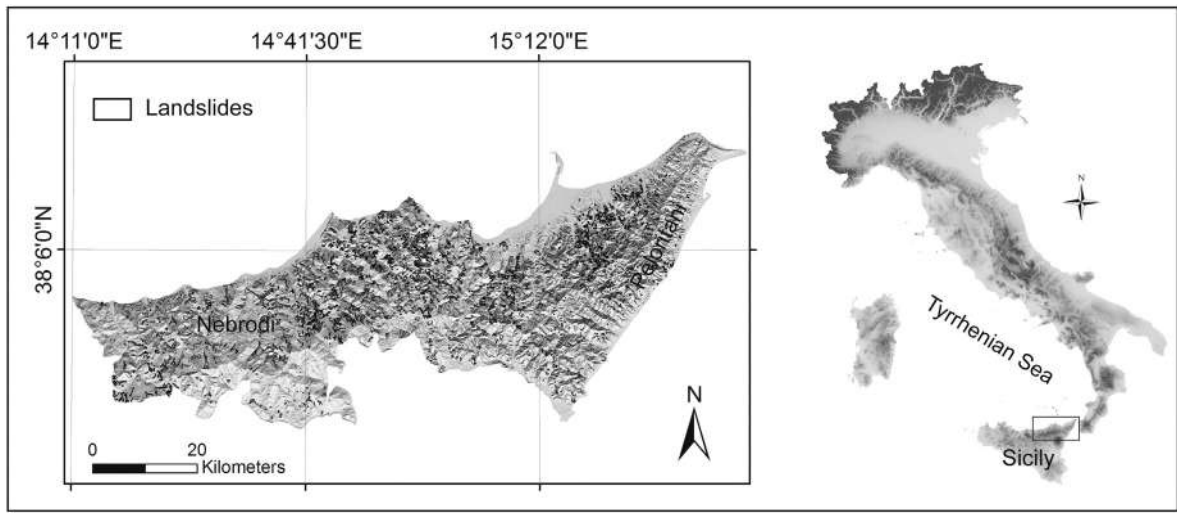 14°11'0"E
14°41'30"E
15°12'0"E
Landslides
38°6'0"N
Peloritani
Nebrodi
N
0
20
Kilometers
N
Tyrrhenian Sea
Sicily